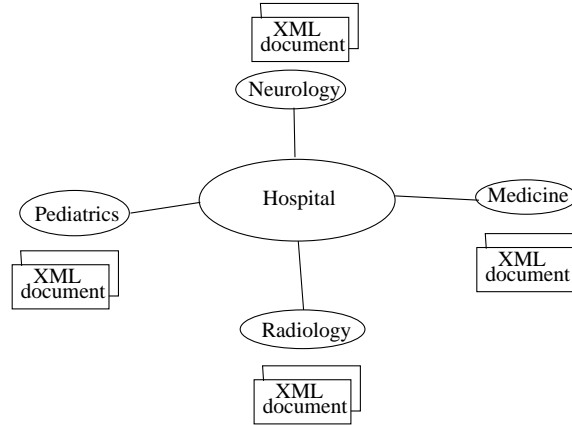 XML
document
Neurology
Hospital
Pediatrics
Medicine
XML
document
XML
document
Radiology
XML
document